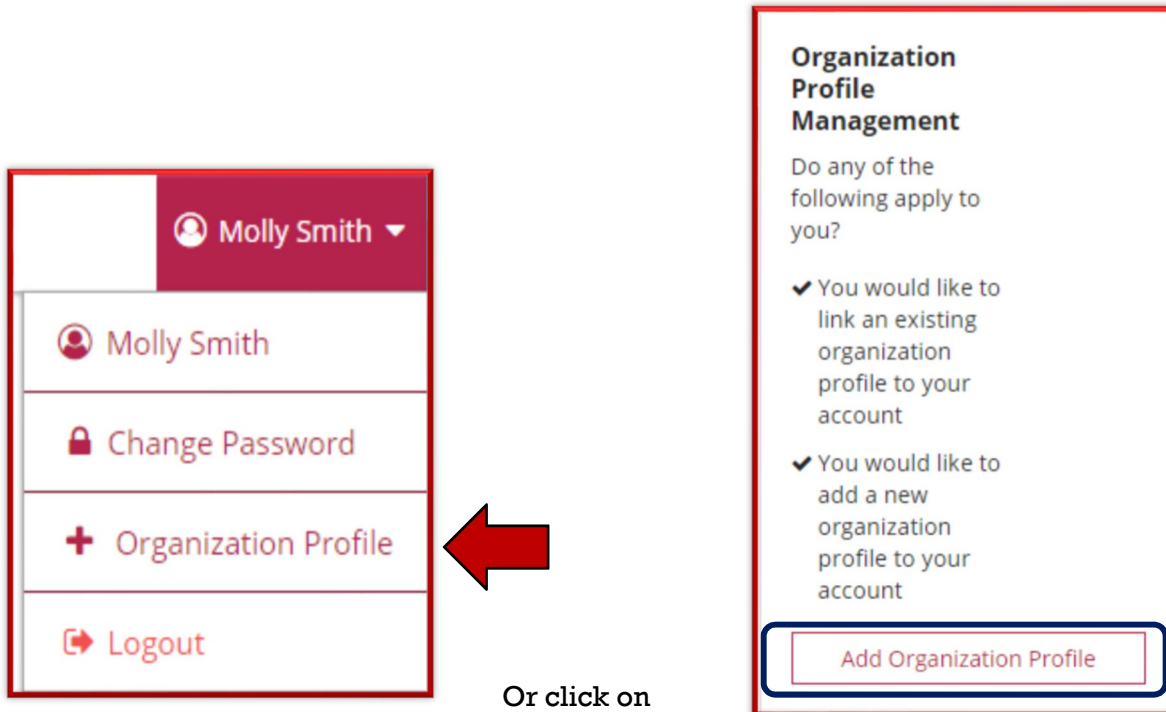 Molly Smith
Molly Smith
Change Password
Organization Profile
Logout
Or click on
Organization
Profile
Management
Do any of the
following apply to
you?
You would like to
link an existing
organization
profile to your
account
You would like to
add a new
organization
profile to your
account
Add Organization Profile